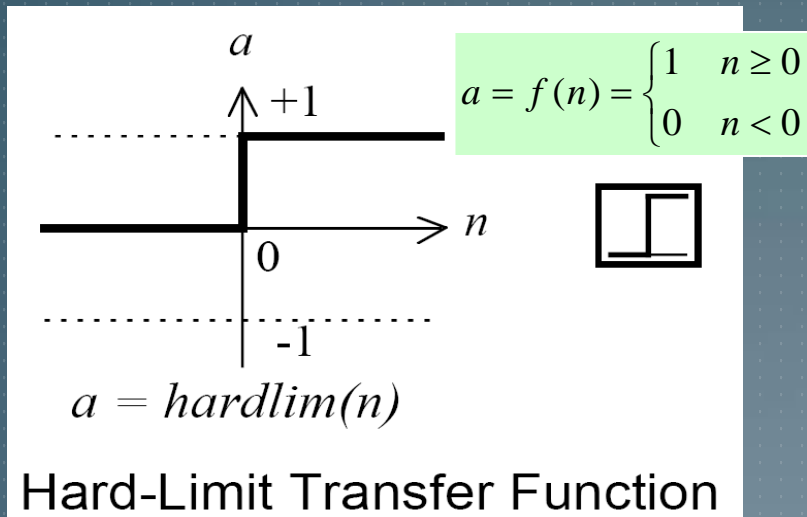 a
+1
a = f(n) = { 1 n ≥ 0
0 n < 0
n
0
-1
a = hardlim(n)
Hard-Limit Transfer Function